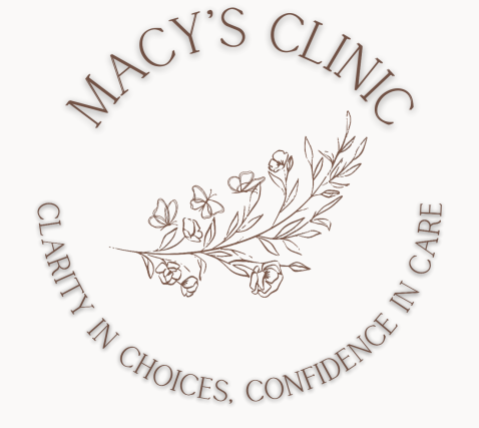 MACY'S CLINIC
CLARITY IN CHOICES, CONFIDENCE IN CARE